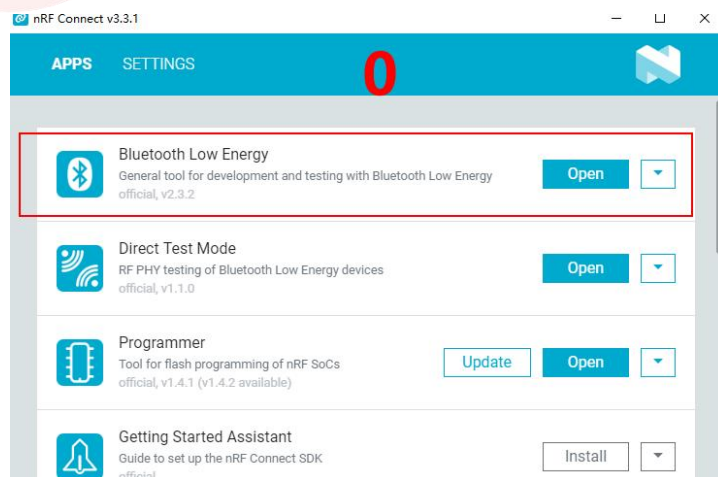 nRF Connect v3.3.1
APPS SETTINGS
0
Bluetooth Low Energy
General tool for development and testing with Bluetooth Low Energy
official, v2.3.2
Open
Direct Test Mode
RF PHY testing of Bluetooth Low Energy devices
official, v1.1.0
Open
Programmer
Tool for flash programming of nRF SoCs
official, v1.4.1 (v1.4.2 available)
Update Open
Getting Started Assistant
Guide to set up the nRF Connect SDK
official
Install